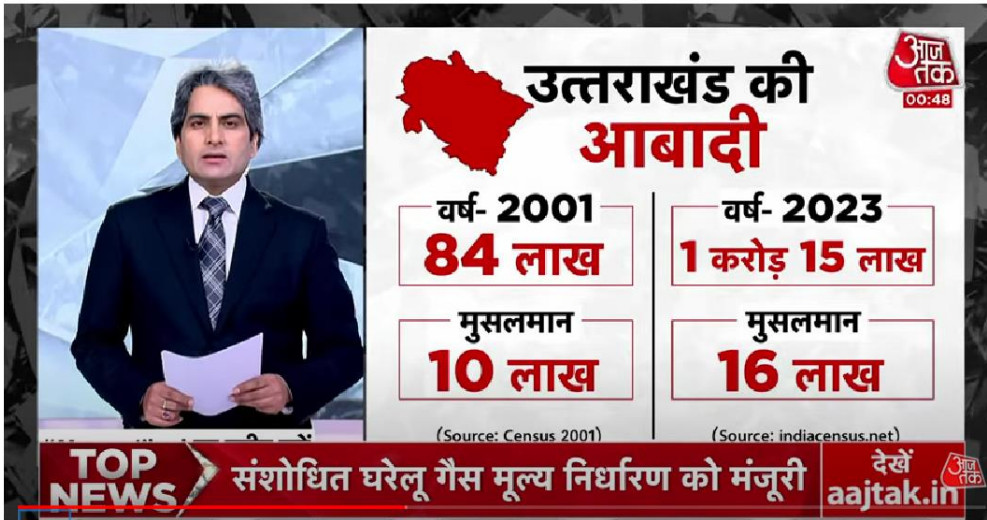 उत्तराखंड की
आबादी
आज
तक
00:48
वर्ष- 2001
84 लाख
वर्ष- 2023
1 करोड़ 15 लाख
मुसलमान
10 लाख
मुसलमान
16 लाख
(Source: Census 2001)
(Source: indiacensus.net)
TOP
NEWS
संशोधित घरेलू गैस मूल्य निर्धारण को मंजूरी
देखें
aajtak.in
आज
तक